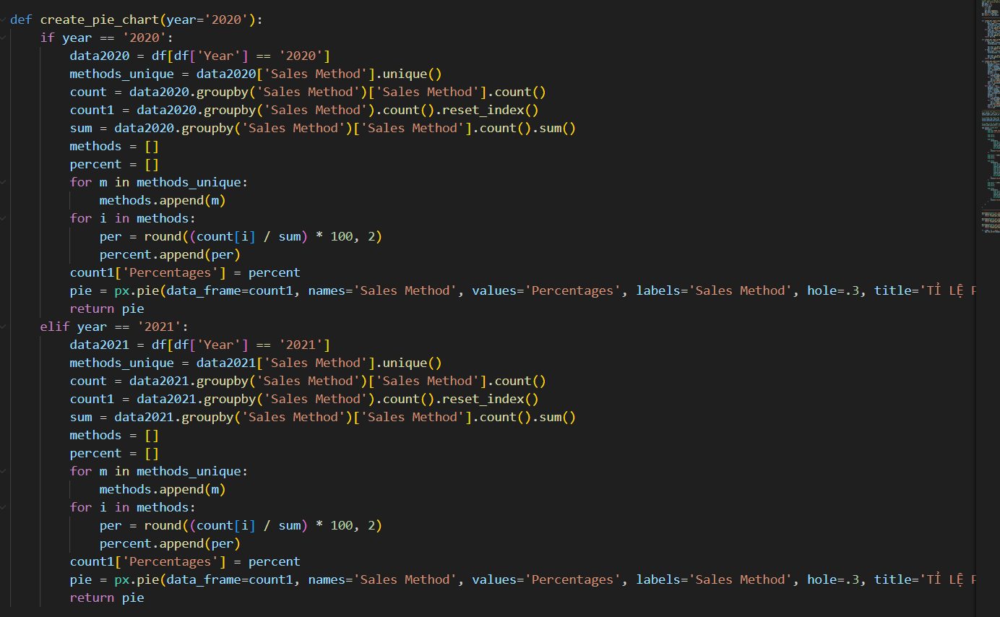 def create_pie_chart(year='2020'):
    if year == '2020':
        data2020 = df[df['Year'] == '2020']
        methods_unique = data2020['Sales Method'].unique()
        count = data2020.groupby('Sales Method')['Sales Method'].count()
        count1 = data2020.groupby('Sales Method').count().reset_index()
        sum = data2020.groupby('Sales Method')['Sales Method'].count().sum()
        methods = []
        percent = []
        for m in methods_unique:
            methods.append(m)
        for i in methods:
            per = round((count[i] / sum) * 100, 2)
            percent.append(per)
        count1['Percentages'] = percent
        pie = px.pie(data_frame=count1, names='Sales Method', values='Percentages', labels='Sales Method', hole=.3, title='TỈ LỆ
        return pie
    elif year == '2021':
        data2021 = df[df['Year'] == '2021']
        methods_unique = data2021['Sales Method'].unique()
        count = data2021.groupby('Sales Method')['Sales Method'].count()
        count1 = data2021.groupby('Sales Method').count().reset_index()
        sum = data2021.groupby('Sales Method')['Sales Method'].count().sum()
        methods = []
        percent = []
        for m in methods_unique:
            methods.append(m)
        for i in methods:
            per = round((count[i] / sum) * 100, 2)
            percent.append(per)
        count1['Percentages'] = percent
        pie = px.pie(data_frame=count1, names='Sales Method', values='Percentages', labels='Sales Method', hole=.3, title='TỈ LỆ
        return pie